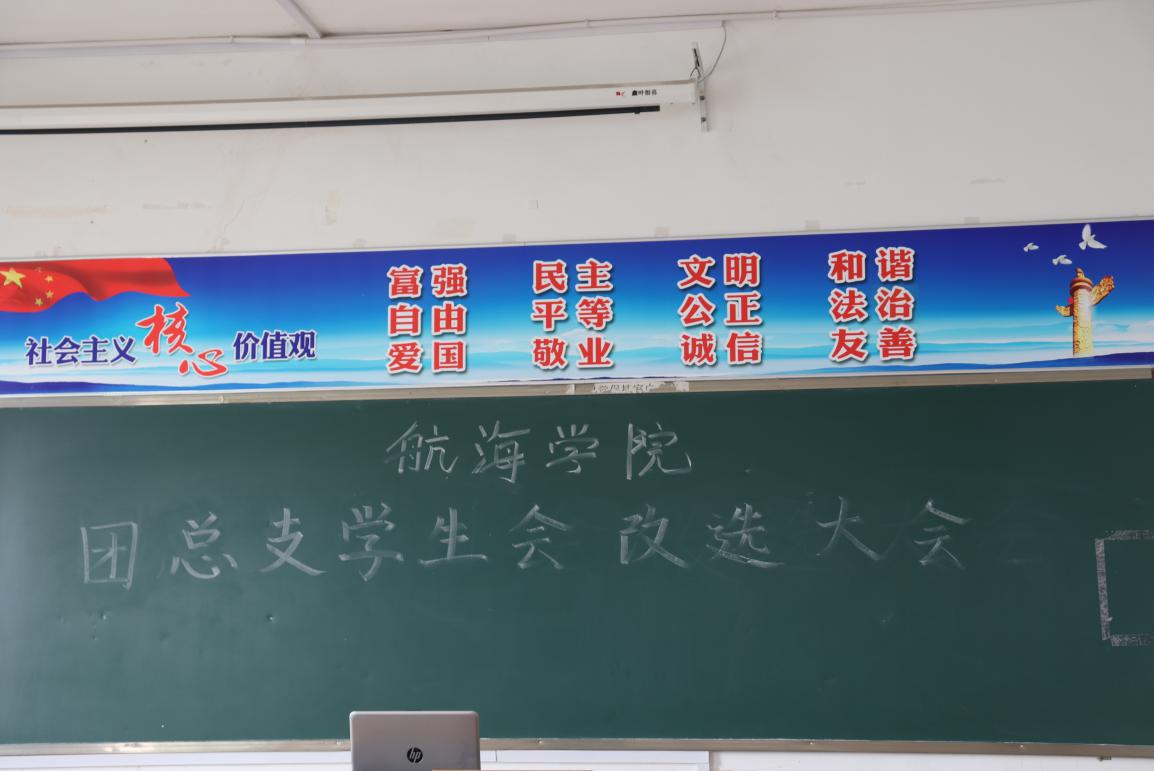 社会主义核心价值观
富强 民主 文明 和谐
自由 平等 公正 法治
爱国 敬业 诚信 友善
航海学院
团总支学生会改选大会
hp